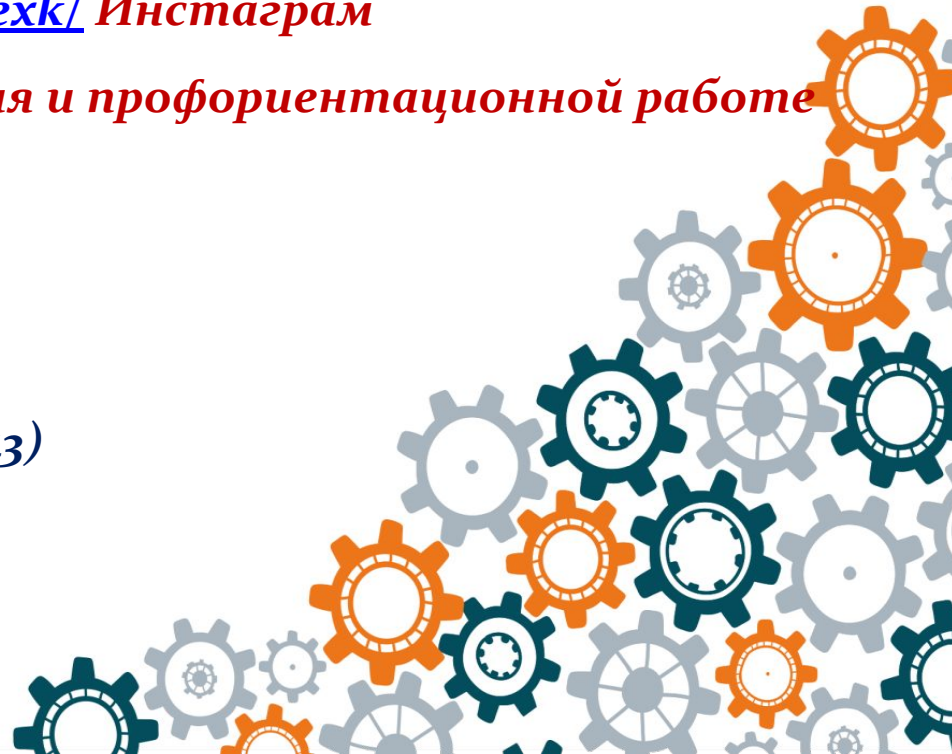 exk/ Инстаграм
ия и профориентационной работе
.з)